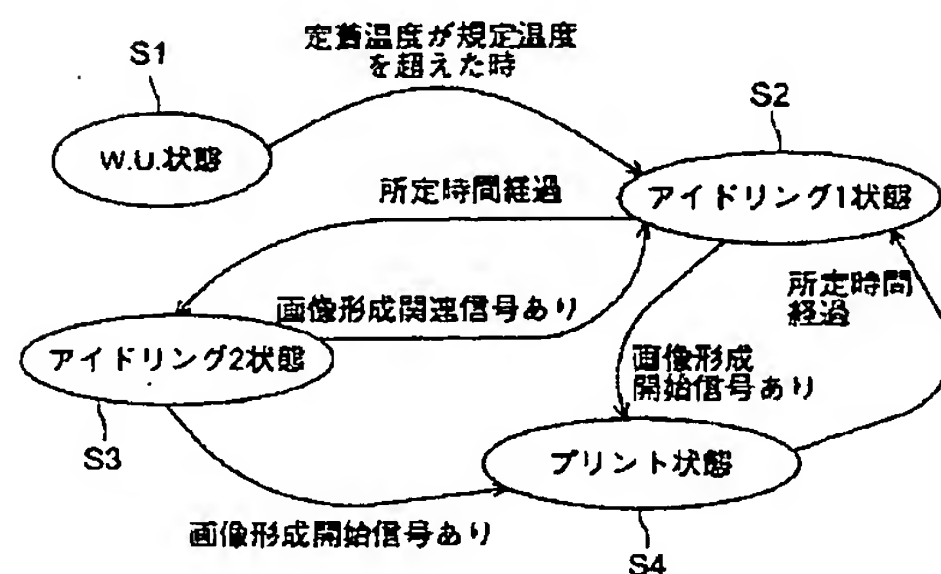 定着温度が規定温度
を超えた時
S1
W.U.状態
S2
アイドリング1状態
所定時間経過
所定時間
経過
画像形成関連信号あり
アイドリング2状態
画像形成
開始信号あり
S3
プリント状態
画像形成開始信号あり
S4